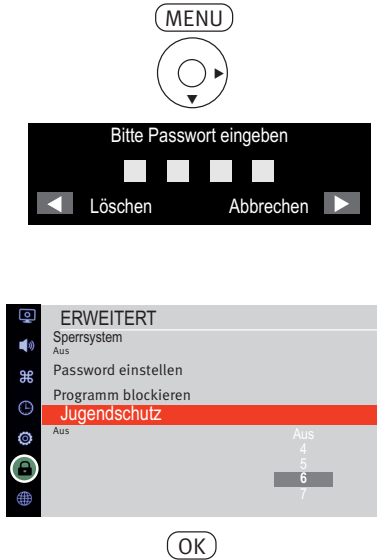 MENU
Bitte Passwort eingeben
Löschen Abbrechen
ERWEITERT
Sperrsystem
Aus
Password einstellen
Programm blockieren
Jugendschutz
Aus
Aus
4
5
6
7
OK